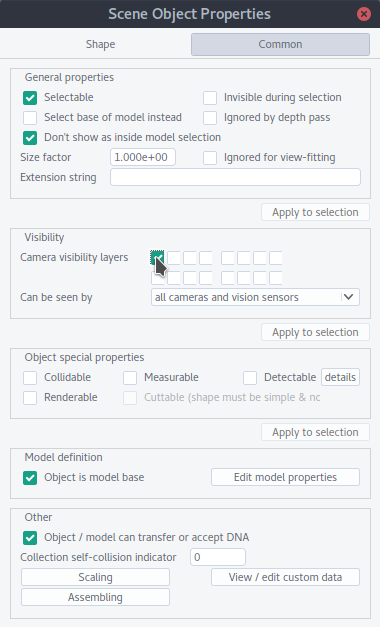 Scene Object Properties
Shape Common
General properties
Selectable Invisible during selection
Select base of model instead Ignored by depth pass
Don't show as inside model selection
Size factor 1.000e+00 Ignored for view-fitting
Extension string
Apply to selection
Visibility
Camera visibility layers
Can be seen by all cameras and vision sensors
Apply to selection
Object special properties
Collidable Measurable Detectable details
Renderable Cuttable (shape must be simple & nc
Apply to selection
Model definition
Object is model base Edit model properties
Other
Object / model can transfer or accept DNA
Collection self-collision indicator 0
Scaling View / edit custom data
Assembling